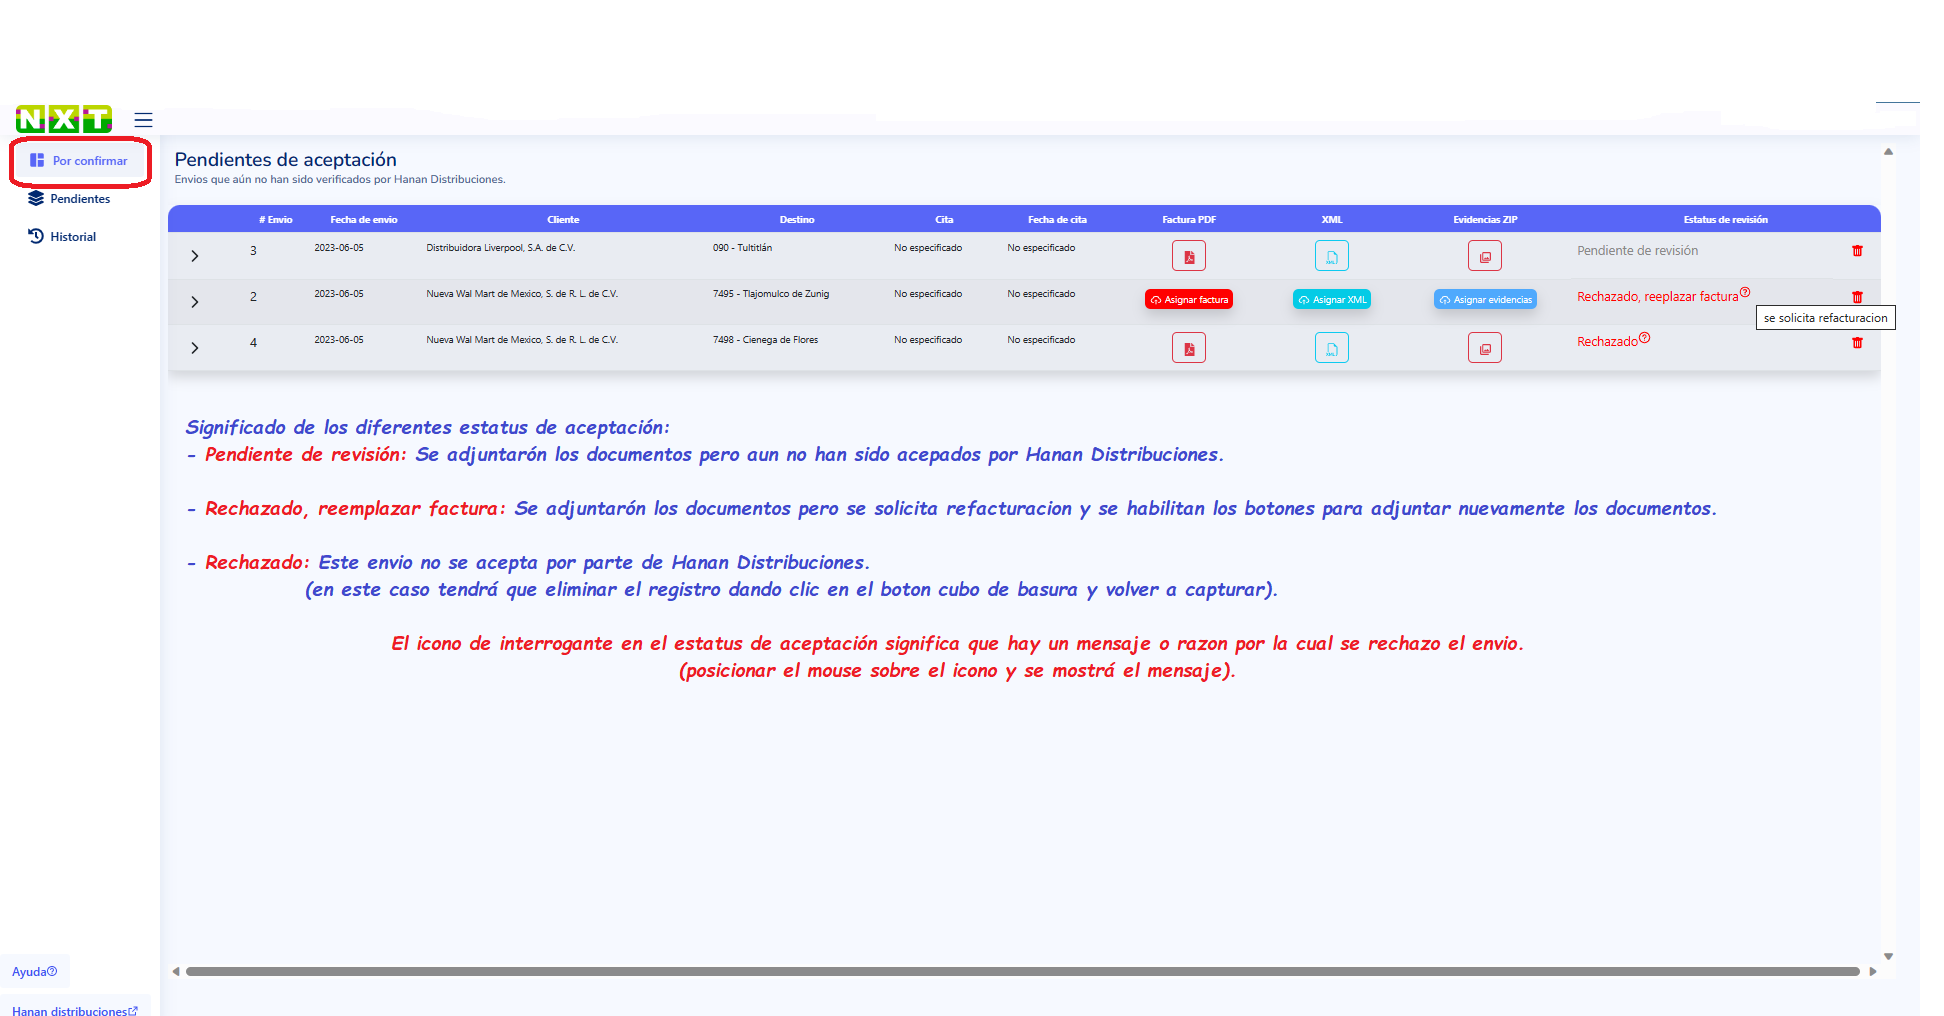 NXT
Por confirmar
Pendientes
Historial
Pendientes de aceptación
Envios que aún no han sido verificados por Hanan Distribuciones.
# Envio Fecha de envio Cliente Destino Cita Fecha de cita Factura PDF XML Evidencias ZIP Estatus de revisión
3 2023-06-05 Distribuidora Liverpool, S.A. de C.V. 090 - Tultitlán No especificado No especificado XML Pendiente de revisión
2 2023-06-05 Nueva Wal Mart de Mexico, S. de R. L. de C.V. 7495 - Tlajomulco de Zunig No especificado No especificado Asignar factura Asignar XML Asignar evidencias Rechazado, reeplazar factura
se solicita refacturacion
4 2023-06-05 Nueva Wal Mart de Mexico, S. de R. L. de C.V. 7498 - Cienega de Flores No especificado No especificado XML Rechazado
Significado de los diferentes estatus de aceptación:
- Pendiente de revisión: Se adjuntarón los documentos pero aun no han sido acepados por Hanan Distribuciones.
- Rechazado, reemplazar factura: Se adjuntarón los documentos pero se solicita refacturacion y se habilitan los botones para adjuntar nuevamente los documentos.
- Rechazado: Este envio no se acepta por parte de Hanan Distribuciones.
(en este caso tendrá que eliminar el registro dando clic en el boton cubo de basura y volver a capturar).
El icono de interrogante en el estatus de aceptación significa que hay un mensaje o razon por la cual se rechazo el envio.
(posicionar el mouse sobre el icono y se mostrá el mensaje).
Ayuda
Hanan distribuciones